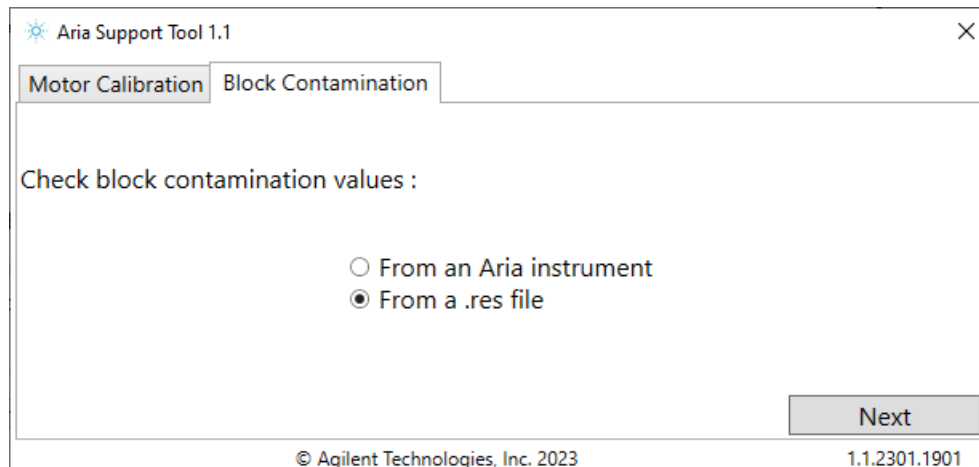 Aria Support Tool 1.1
Motor Calibration Block Contamination
Check block contamination values :
From an Aria instrument
From a .res file
Next
© Agilent Technologies, Inc. 2023 1.1.2301.1901